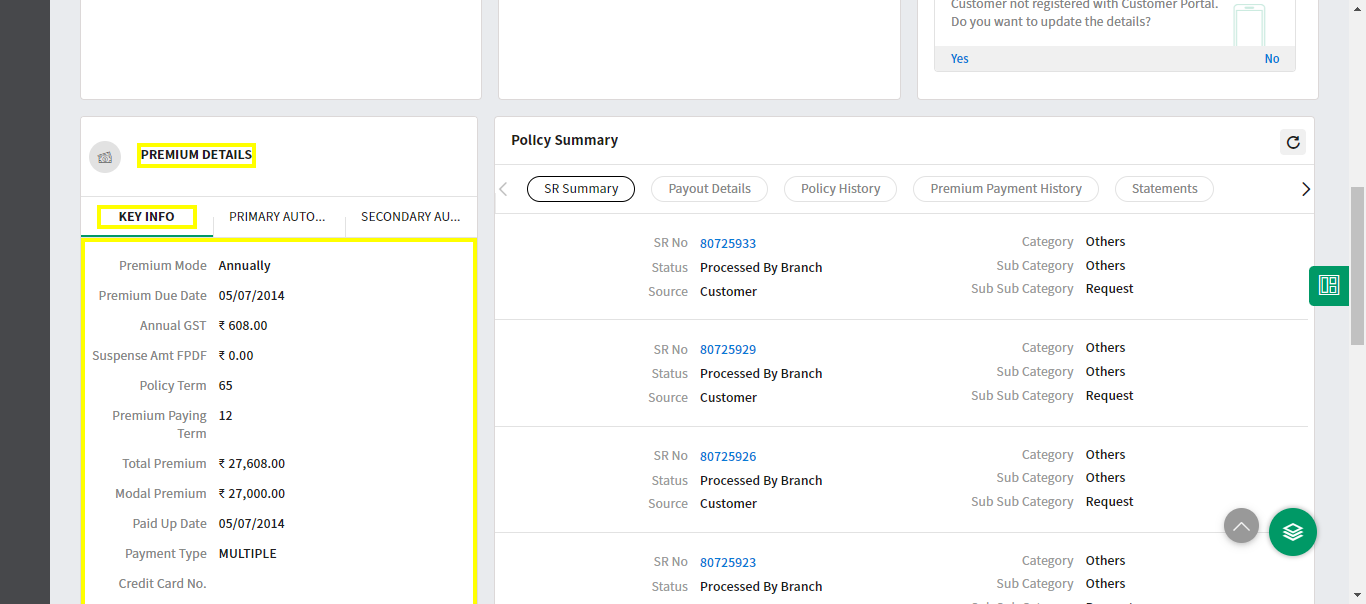 Customer not registered with Customer Portal.
Do you want to update the details?
Yes No
PREMIUM DETAILS
KEY INFO PRIMARY AUTO... SECONDARY AU...
Premium Mode Annually
Premium Due Date 05/07/2014
Annual GST ₹ 608.00
Suspense Amt FPDF ₹ 0.00
Policy Term 65
Premium Paying 12
Term
Total Premium ₹ 27,608.00
Modal Premium ₹ 27,000.00
Paid Up Date 05/07/2014
Payment Type MULTIPLE
Credit Card No.
Policy Summary
SR Summary Payout Details Policy History Premium Payment History Statements
SR No 80725933 Category Others
Status Processed By Branch Sub Category Others
Source Customer Sub Sub Category Request
SR No 80725929 Category Others
Status Processed By Branch Sub Category Others
Source Customer Sub Sub Category Request
SR No 80725926 Category Others
Status Processed By Branch Sub Category Others
Source Customer Sub Sub Category Request
SR No 80725923 Category Others
Status Processed By Branch Sub Category Others